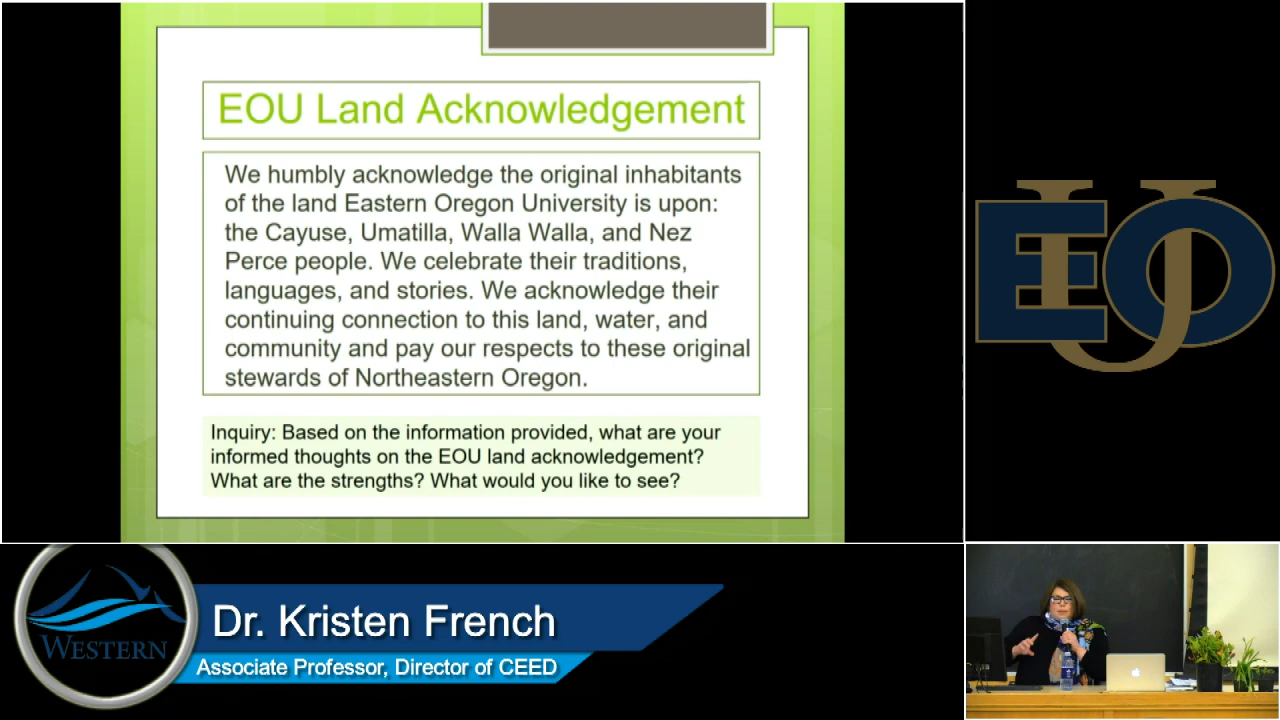 EOU Land Acknowledgement
We humbly acknowledge the original inhabitants
of the land Eastern Oregon University is upon:
the Cayuse, Umatilla, Walla Walla, and Nez
Perce people. We celebrate their traditions,
languages, and stories. We acknowledge their
continuing connection to this land, water, and
community and pay our respects to these original
stewards of Northeastern Oregon.
Inquiry: Based on the information provided, what are your
informed thoughts on the EOU land acknowledgement?
What are the strengths? What would you like to see?
EOU
WESTERN
Dr. Kristen French
Associate Professor, Director of CEED